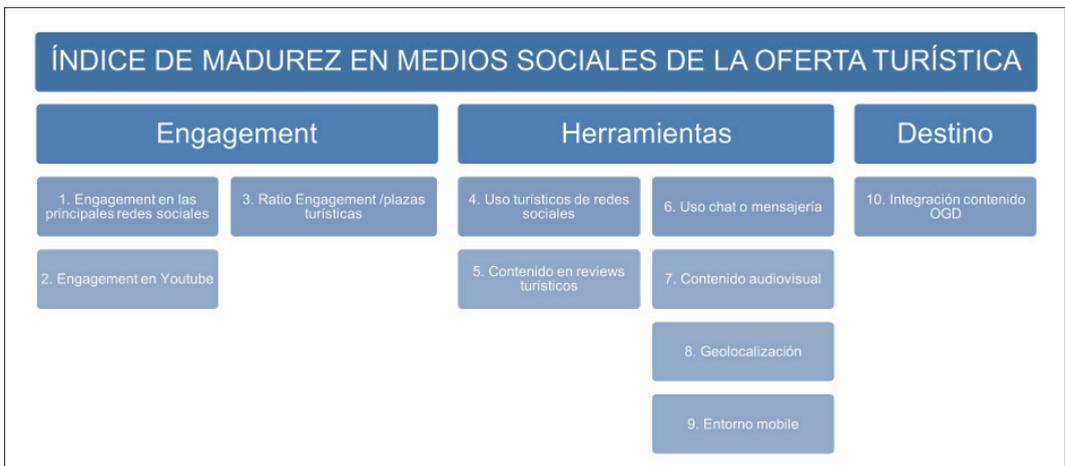 ÍNDICE DE MADUREZ EN MEDIOS SOCIALES DE LA OFERTA TURÍSTICA
Engagement
1. Engagement en las
principales redes sociales
2. Engagement en Youtube
3. Ratio Engagement /plazas
turísticas
Herramientas
4. Uso turísticos de redes
sociales
5. Contenido en reviews
turísticos
6. Uso chat o mensajería
7. Contenido audiovisual
8. Geolocalización
9. Entorno mobile
Destino
10. Integración contenido
OGD